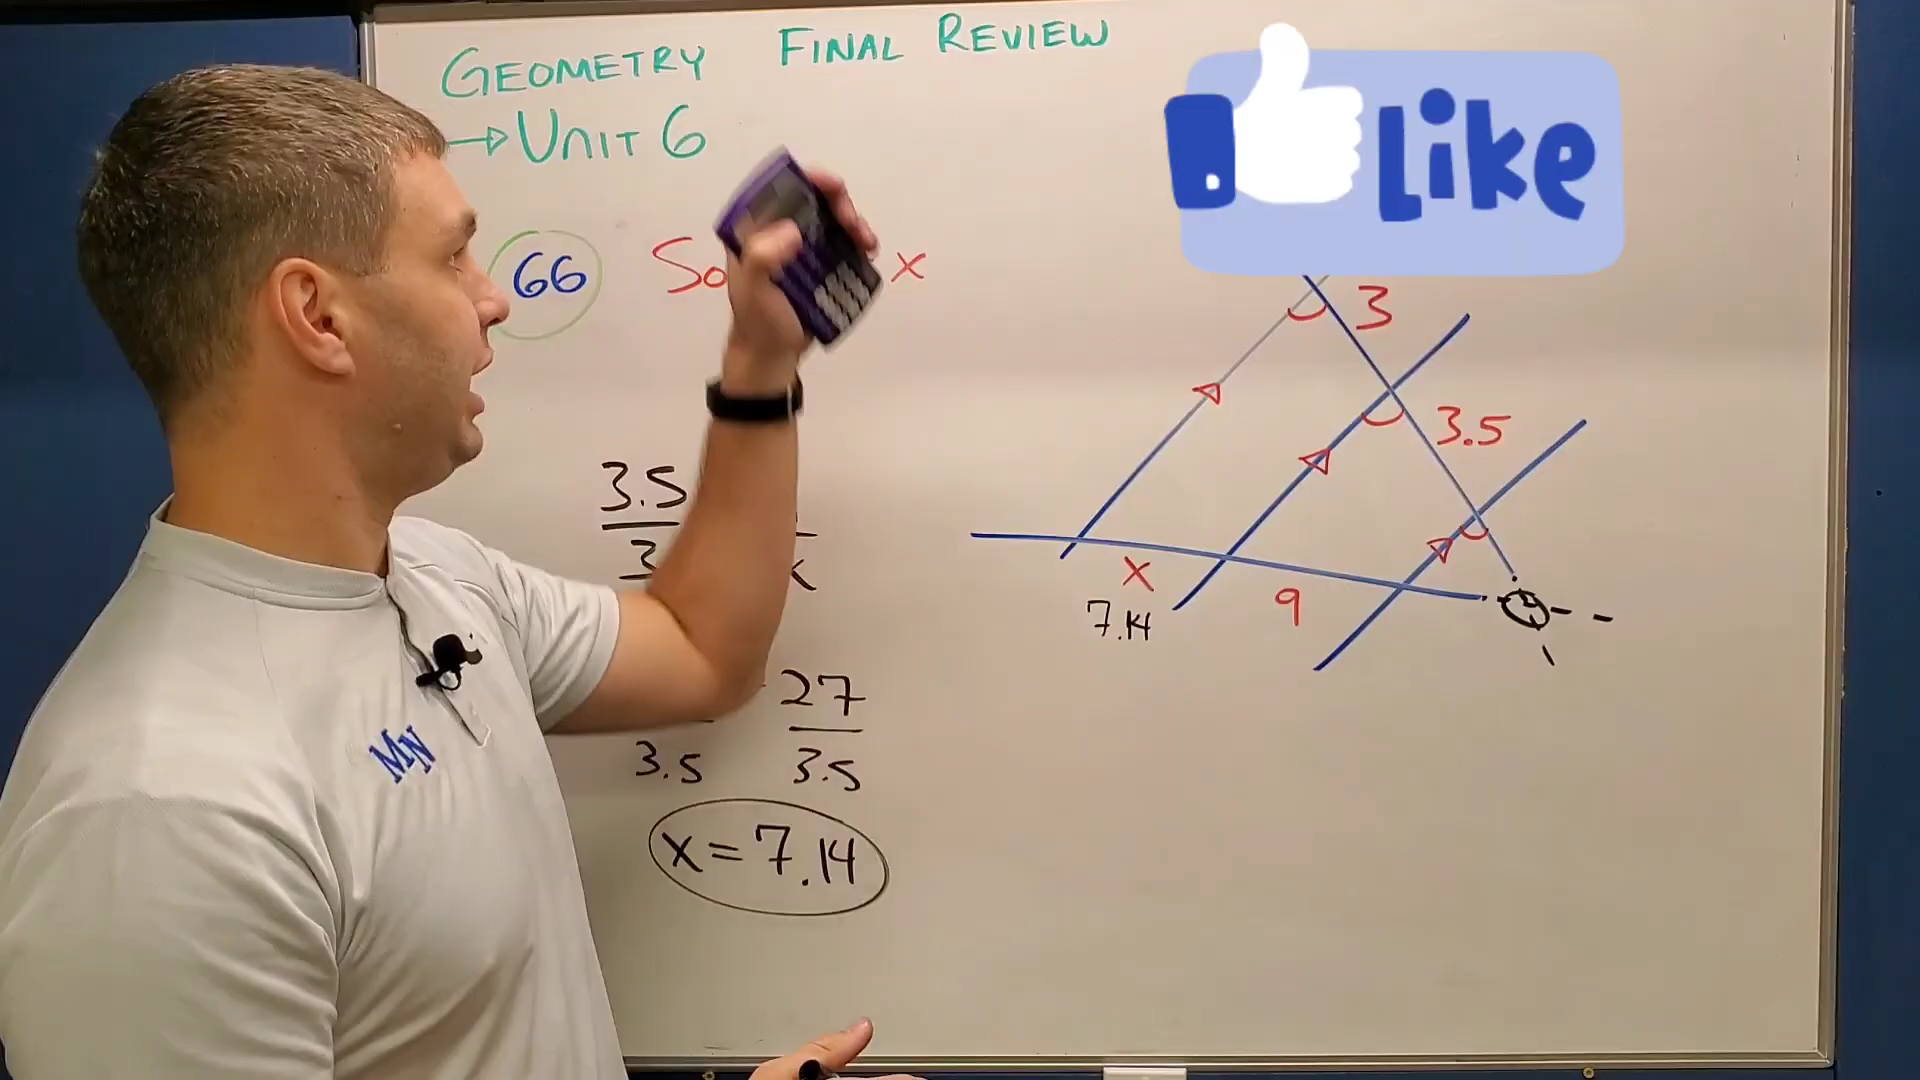 GEOMETRY FINAL REVIEW
→ UNIT 6
66 x
Like
3
3.5
3.5
3
x
x
9
7.14
27
3.5 3.5
x = 7.14
MN